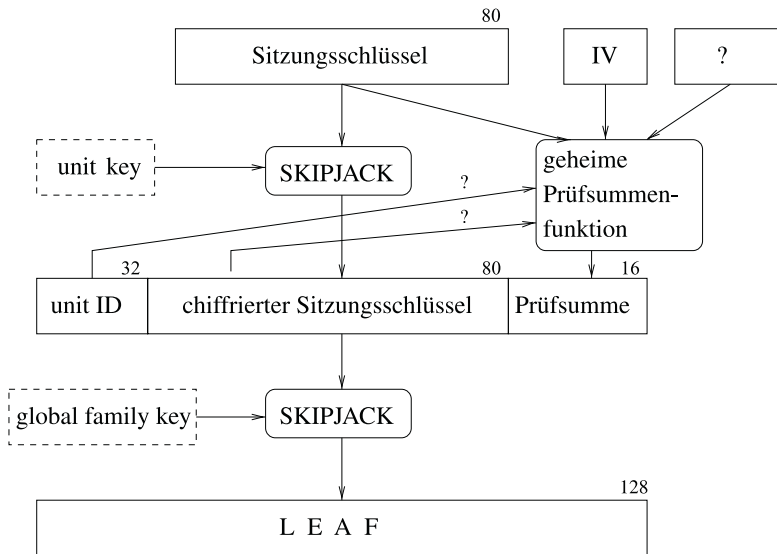 80
Sitzungsschlüssel
IV
?
unit key
SKIPJACK
geheime
Prüfsummen-
funktion
?
?
32
80
16
unit ID
chiffrierter Sitzungsschlüssel
Prüfsumme
global family key
SKIPJACK
128
L E A F